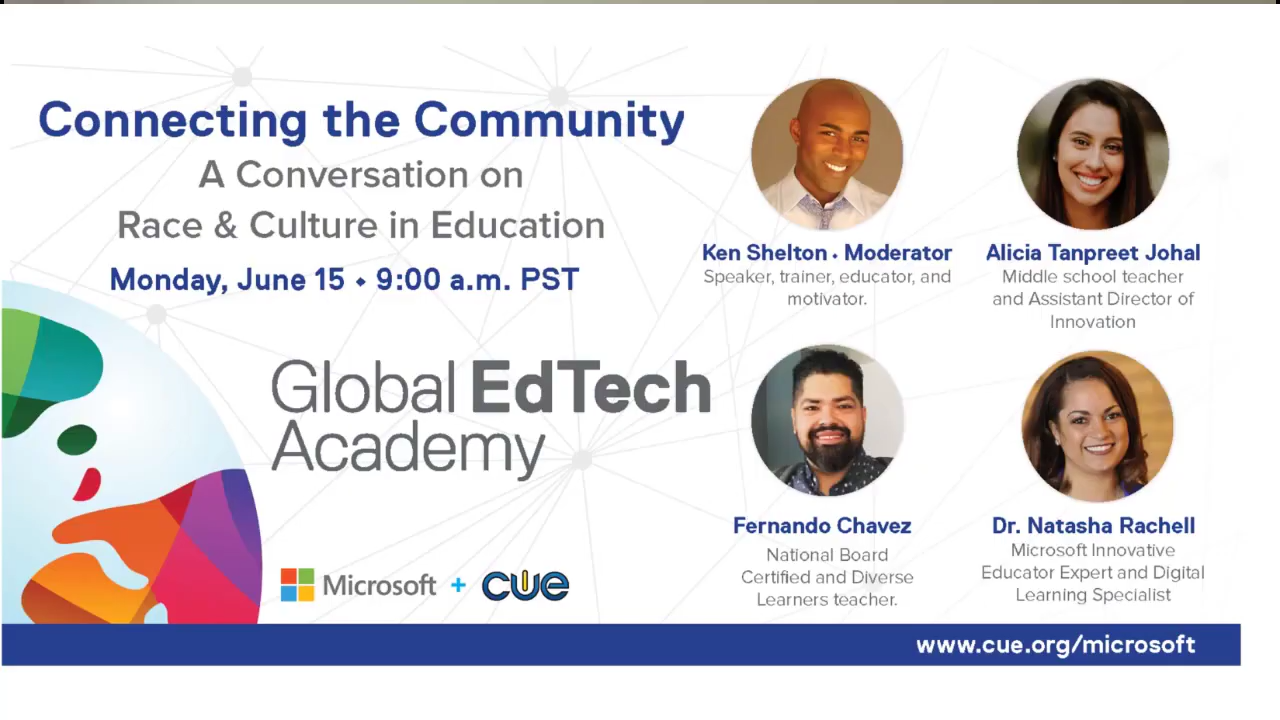 Connecting the Community
A Conversation on
Race & Culture in Education
Monday, June 15 • 9:00 a.m. PST
Global EdTech
Academy
Microsoft + cue
Ken Shelton • Moderator
Speaker, trainer, educator, and
motivator.
Alicia Tanpreet Johal
Middle school teacher
and Assistant Director of
Innovation
Fernando Chavez
National Board
Certified and Diverse
Learners teacher.
Dr. Natasha Rachell
Microsoft Innovative
Educator Expert and Digital
Learning Specialist
www.cue.org/microsoft